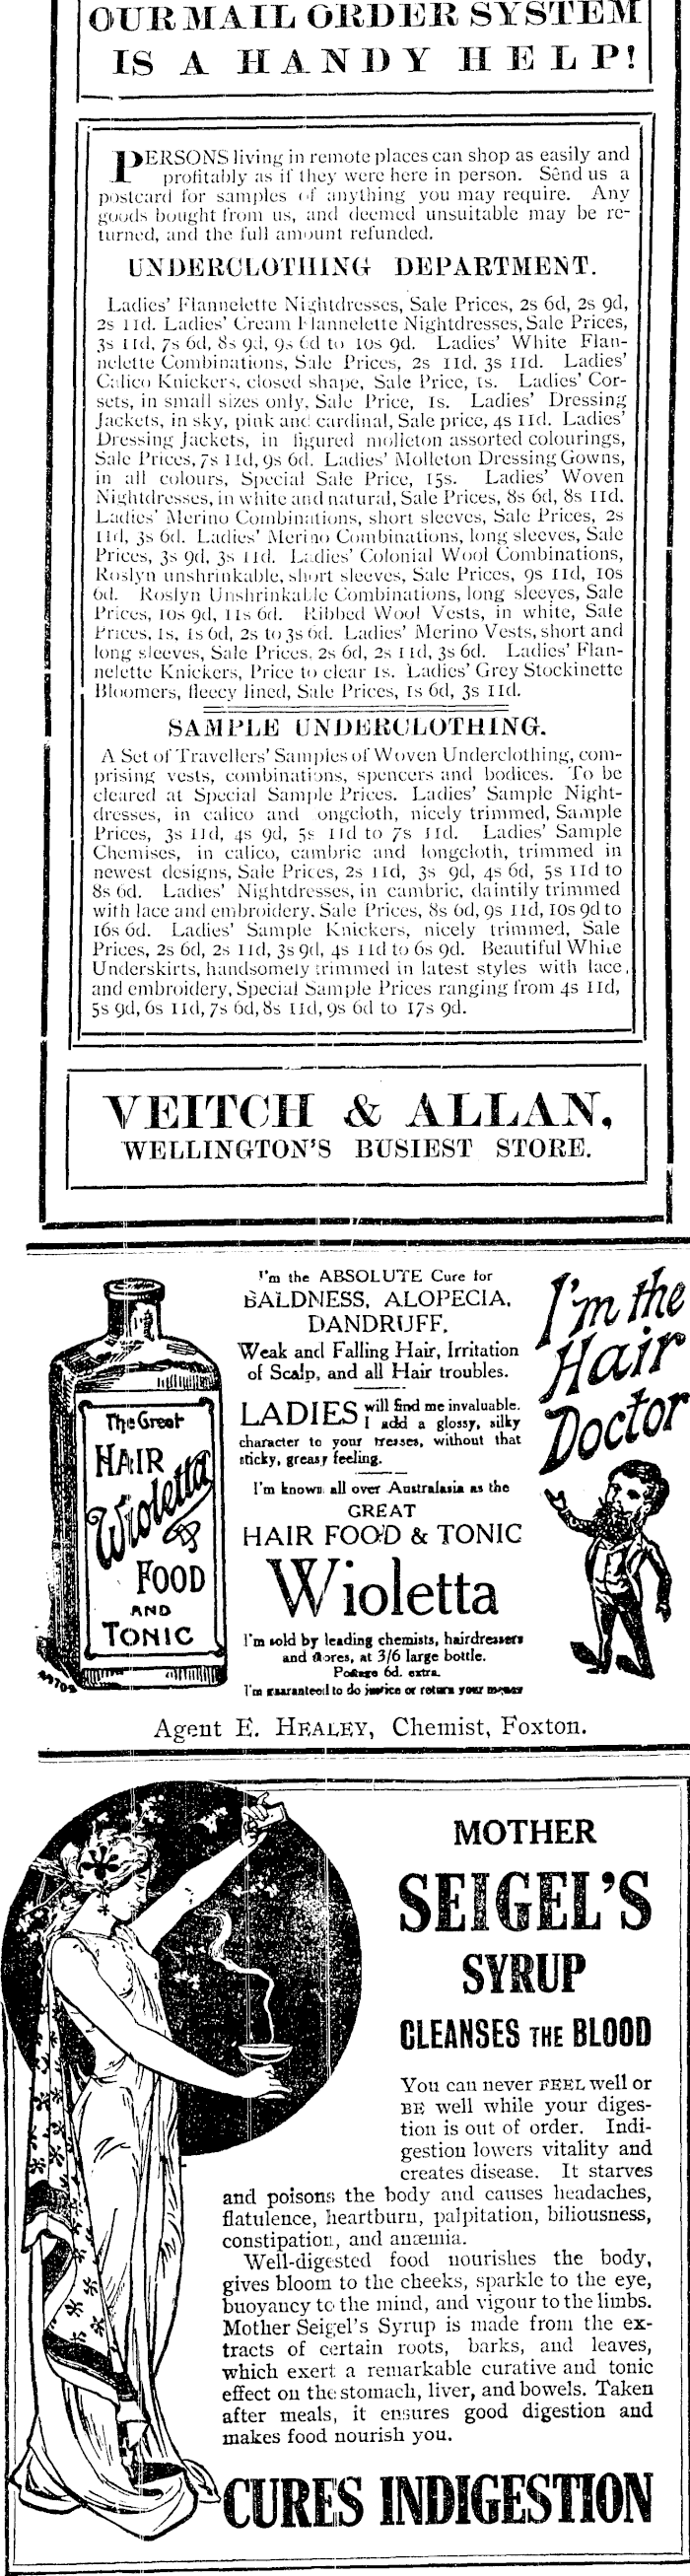 OUR MAIL ORDER SYSTEM
IS A HANDY HELP!
PERSONS living in remote places can shop as easily and
profitably as if they were here in person. Send us a
postcard for samples of anything you may require. Any
goods bought from us, and deemed unsuitable may be re-
turned, and the full amount refunded.
UNDERCLOTHING DEPARTMENT.
Ladies' Flannelette Nightdresses, Sale Prices, 2s 6d, 2s 9d,
2s 11d. Ladies' Cream Flannelette Nightdresses, Sale Prices,
3s 11d, 7s 6d, 8s 9d, 9s 6d to 10s 9d. Ladies' White Flan-
nelette Combinations, Sale Prices, 2s 11d, 3s 11d. Ladies'
Calico Knickers, closed shape, Sale Price, 1s. Ladies' Cor-
sets, in small sizes only, Sale Price, 1s. Ladies' Dressing
Jackets, in sky, pink and cardinal, Sale price, 4s 11d. Ladies'
Dressing Jackets, in figured molleton assorted colourings,
Sale Prices, 7s 11d, 9s 6d. Ladies' Molleton Dressing Gowns,
in all colours, Special Sale Price, 15s. Ladies' Woven
Nightdresses, in white and natural, Sale Prices, 8s 6d, 8s 11d.
Ladies' Merino Combinations, short sleeves, Sale Prices, 2s
11d, 3s 6d. Ladies' Merino Combinations, long sleeves, Sale
Prices, 3s 9d, 3s 11d. Ladies' Colonial Wool Combinations,
Roslyn unshrinkable, short sleeves, Sale Prices, 9s 11d, 10s
6d. Roslyn Unshrinkable Combinations, long sleeves, Sale
Prices, 10s 9d, 11s 6d. Ribbed Wool Vests, in white, Sale
Prices, 1s, 1s 6d, 2s to 3s 6d. Ladies' Merino Vests, short and
long sleeves, Sale Prices, 2s 6d, 2s 11d, 3s 6d. Ladies' Flan-
nelette Knickers, Price to clear 1s. Ladies' Grey Stockinette
Bloomers, fleecy lined, Sale Prices, 1s 6d, 3s 11d.
SAMPLE UNDERCLOTHING.
A Set of Travellers' Samples of Woven Underclothing, com-
prising vests, combinations, spencers and bodices. To be
cleared at Special Sample Prices. Ladies' Sample Night-
dresses, in calico and longcloth, nicely trimmed, Sample
Prices, 3s 11d, 4s 9d, 5s 11d to 7s 11d. Ladies' Sample
Chemises, in calico, cambric and longcloth, trimmed in
newest designs, Sale Prices, 2s 11d, 3s 9d, 4s 6d, 5s 11d to
8s 6d. Ladies' Nightdresses, in cambric, daintily trimmed
with lace and embroidery, Sale Prices, 8s 6d, 9s 11d, 10s 9d to
16s 6d. Ladies' Sample Knickers, nicely trimmed, Sale
Prices, 2s 6d, 2s 11d, 3s 9d, 4s 11d to 6s 9d. Beautiful White
Underskirts, handsomely trimmed in latest styles with lace,
and embroidery, Special Sample Prices ranging from 4s 11d,
5s 9d, 6s 11d, 7s 6d, 8s 11d, 9s 6d to 17s 9d.
VEITCH & ALLAN,
WELLINGTON'S BUSIEST STORE.
The Great
HAIR
Wioletta
FOOD
AND
TONIC
I'm the ABSOLUTE Cure for
BALDNESS, ALOPECIA,
DANDRUFF,
Weak and Falling Hair, Irritation
of Scalp, and all Hair troubles.
LADIES will find me invaluable.
I add a glossy, silky
character to your tresses, without that
sticky, greasy feeling.
I'm known all over Australasia as the
GREAT
HAIR FOOD & TONIC
Wioletta
I'm sold by leading chemists, hairdressers
and stores, at 3/6 large bottle.
Postage 6d. extra.
I'm guaranteed to do justice or return your money
I'm the
Hair
Doctor
Agent E. HEALEY, Chemist, Foxton.
MOTHER
SEIGEL'S
SYRUP
CLEANSES THE BLOOD
You can never FEEL well or
BE well while your diges-
tion is out of order. Indi-
gestion lowers vitality and
creates disease. It starves
and poisons the body and causes headaches,
flatulence, heartburn, palpitation, biliousness,
constipation, and anæmia.
Well-digested food nourishes the body,
gives bloom to the cheeks, sparkle to the eye,
buoyancy to the mind, and vigour to the limbs.
Mother Seigel's Syrup is made from the ex-
tracts of certain roots, barks, and leaves,
which exert a remarkable curative and tonic
effect on the stomach, liver, and bowels. Taken
after meals, it ensures good digestion and
makes food nourish you.
CURES INDIGESTION